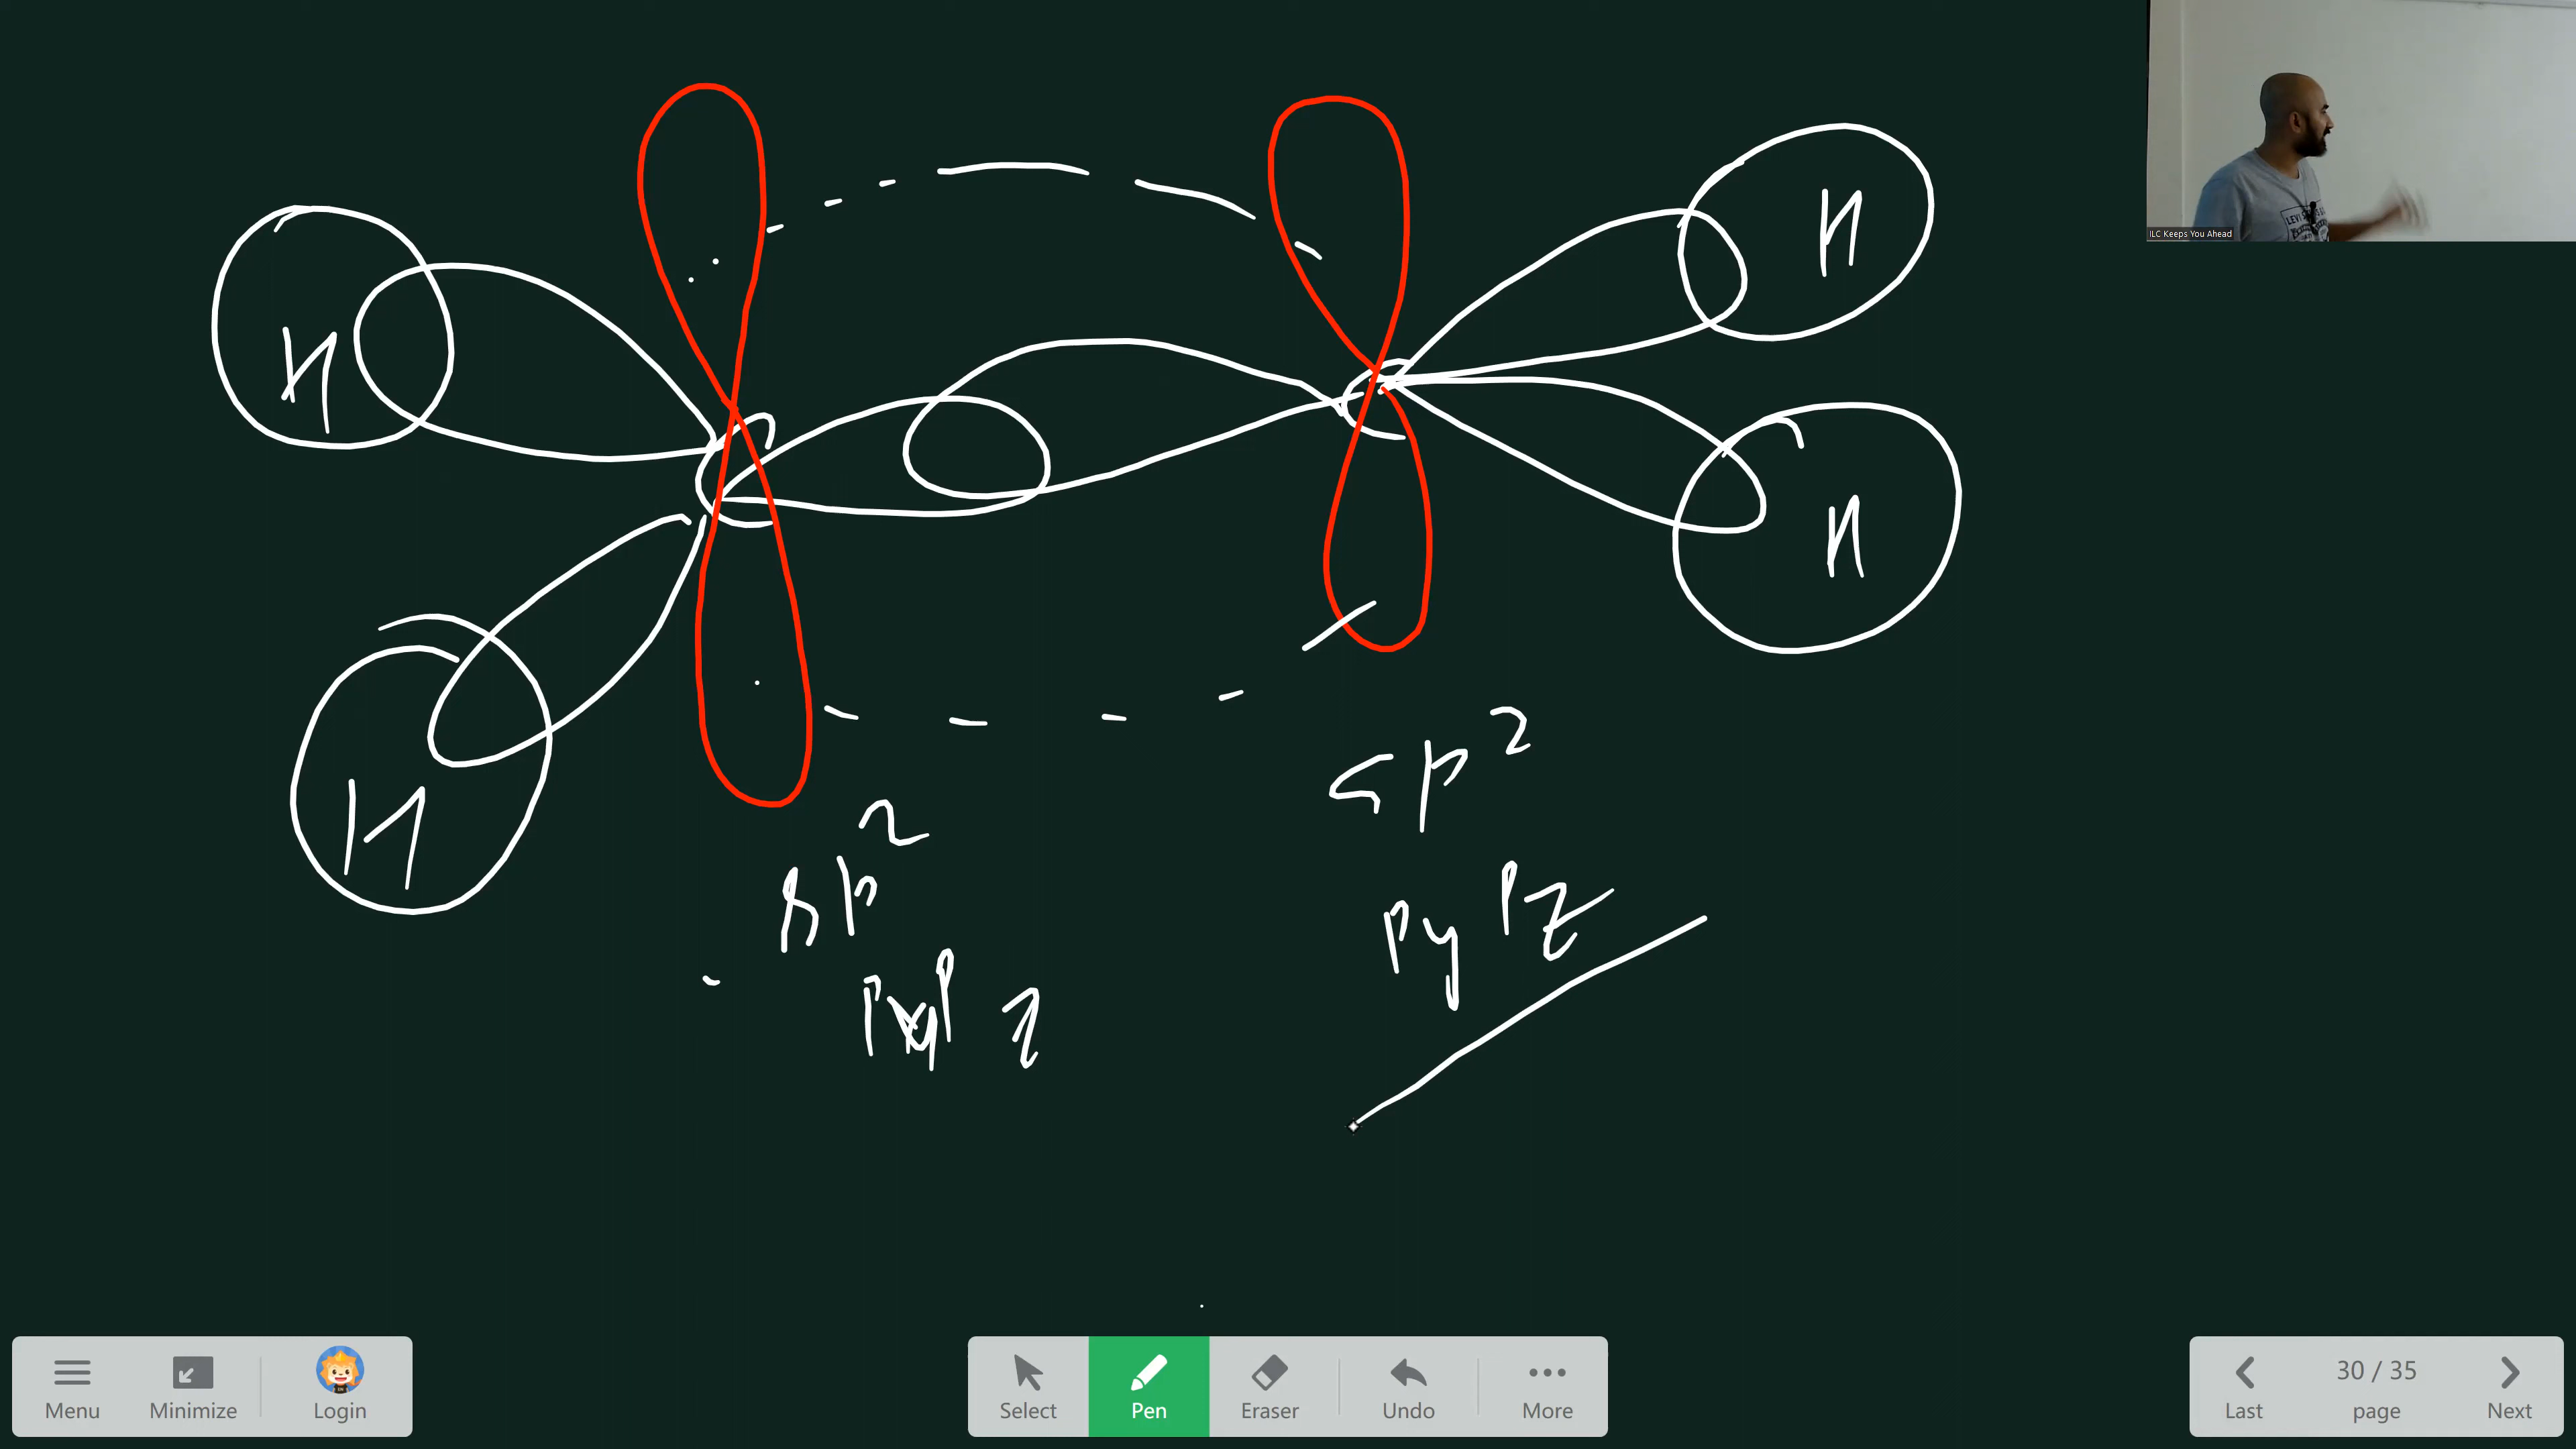 ILC Keeps You Ahead
H
H
H
H
sp²
sp²
Py Pz
Menu
Minimize
Login
Select
Pen
Eraser
Undo
More
Last
30 / 35
page
Next